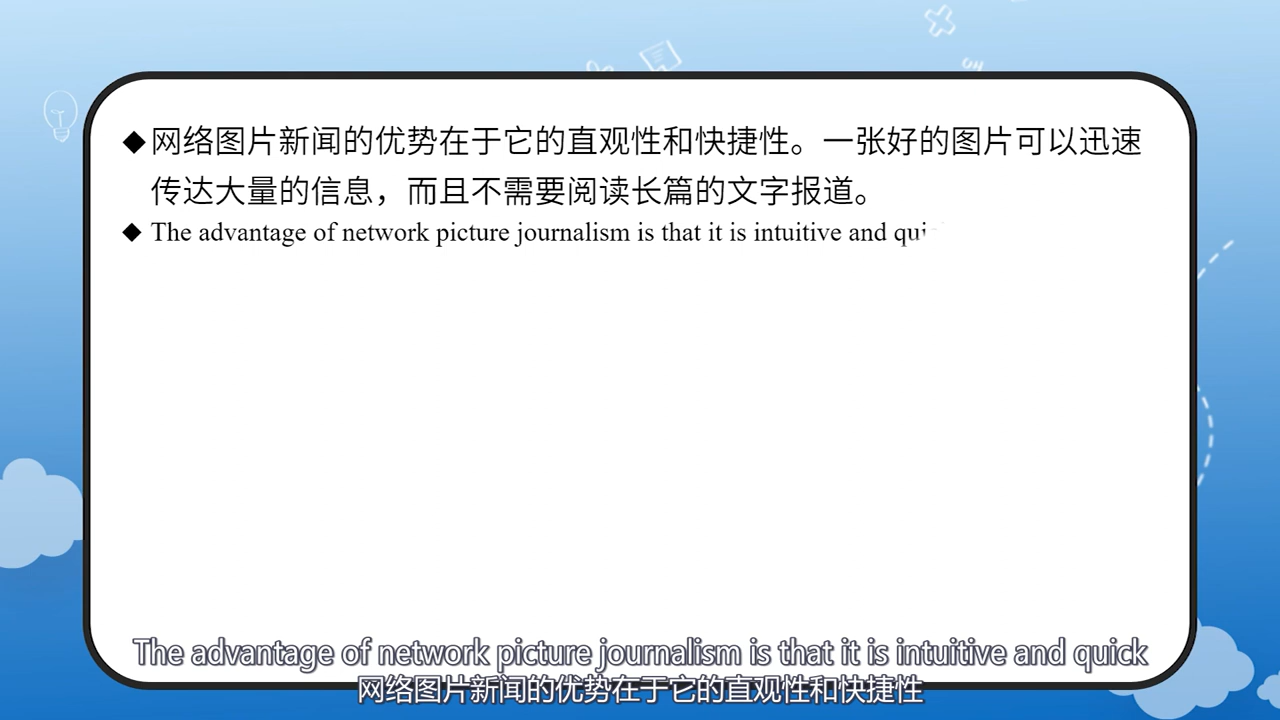 ◆网络图片新闻的优势在于它的直观性和快捷性。一张好的图片可以迅速
传达大量的信息，而且不需要阅读长篇的文字报道。
◆ The advantage of network picture journalism is that it is intuitive and
The advantage of network picture journalism is that it is intuitive and quick
网络图片新闻的优势在于它的直观性和快捷性